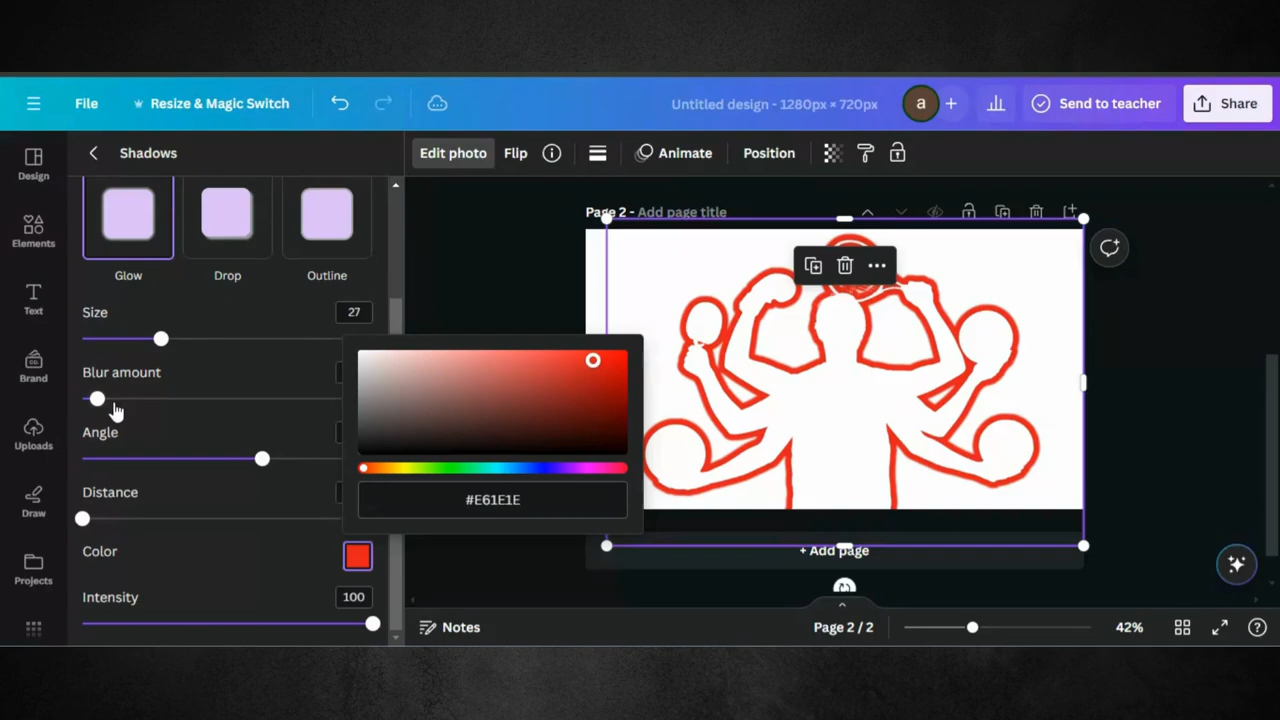 File
Resize & Magic Switch
Untitled design - 1280px × 720px
a
Send to teacher
Share
Design
Elements
Text
Brand
Uploads
Draw
Projects
Shadows
Glow
Drop
Outline
Size
27
Blur amount
Angle
Distance
Color
Intensity
100
#E61E1E
Edit photo
Flip
Animate
Position
Page 2 - Add page title
+ Add page
Notes
Page 2 / 2
42%